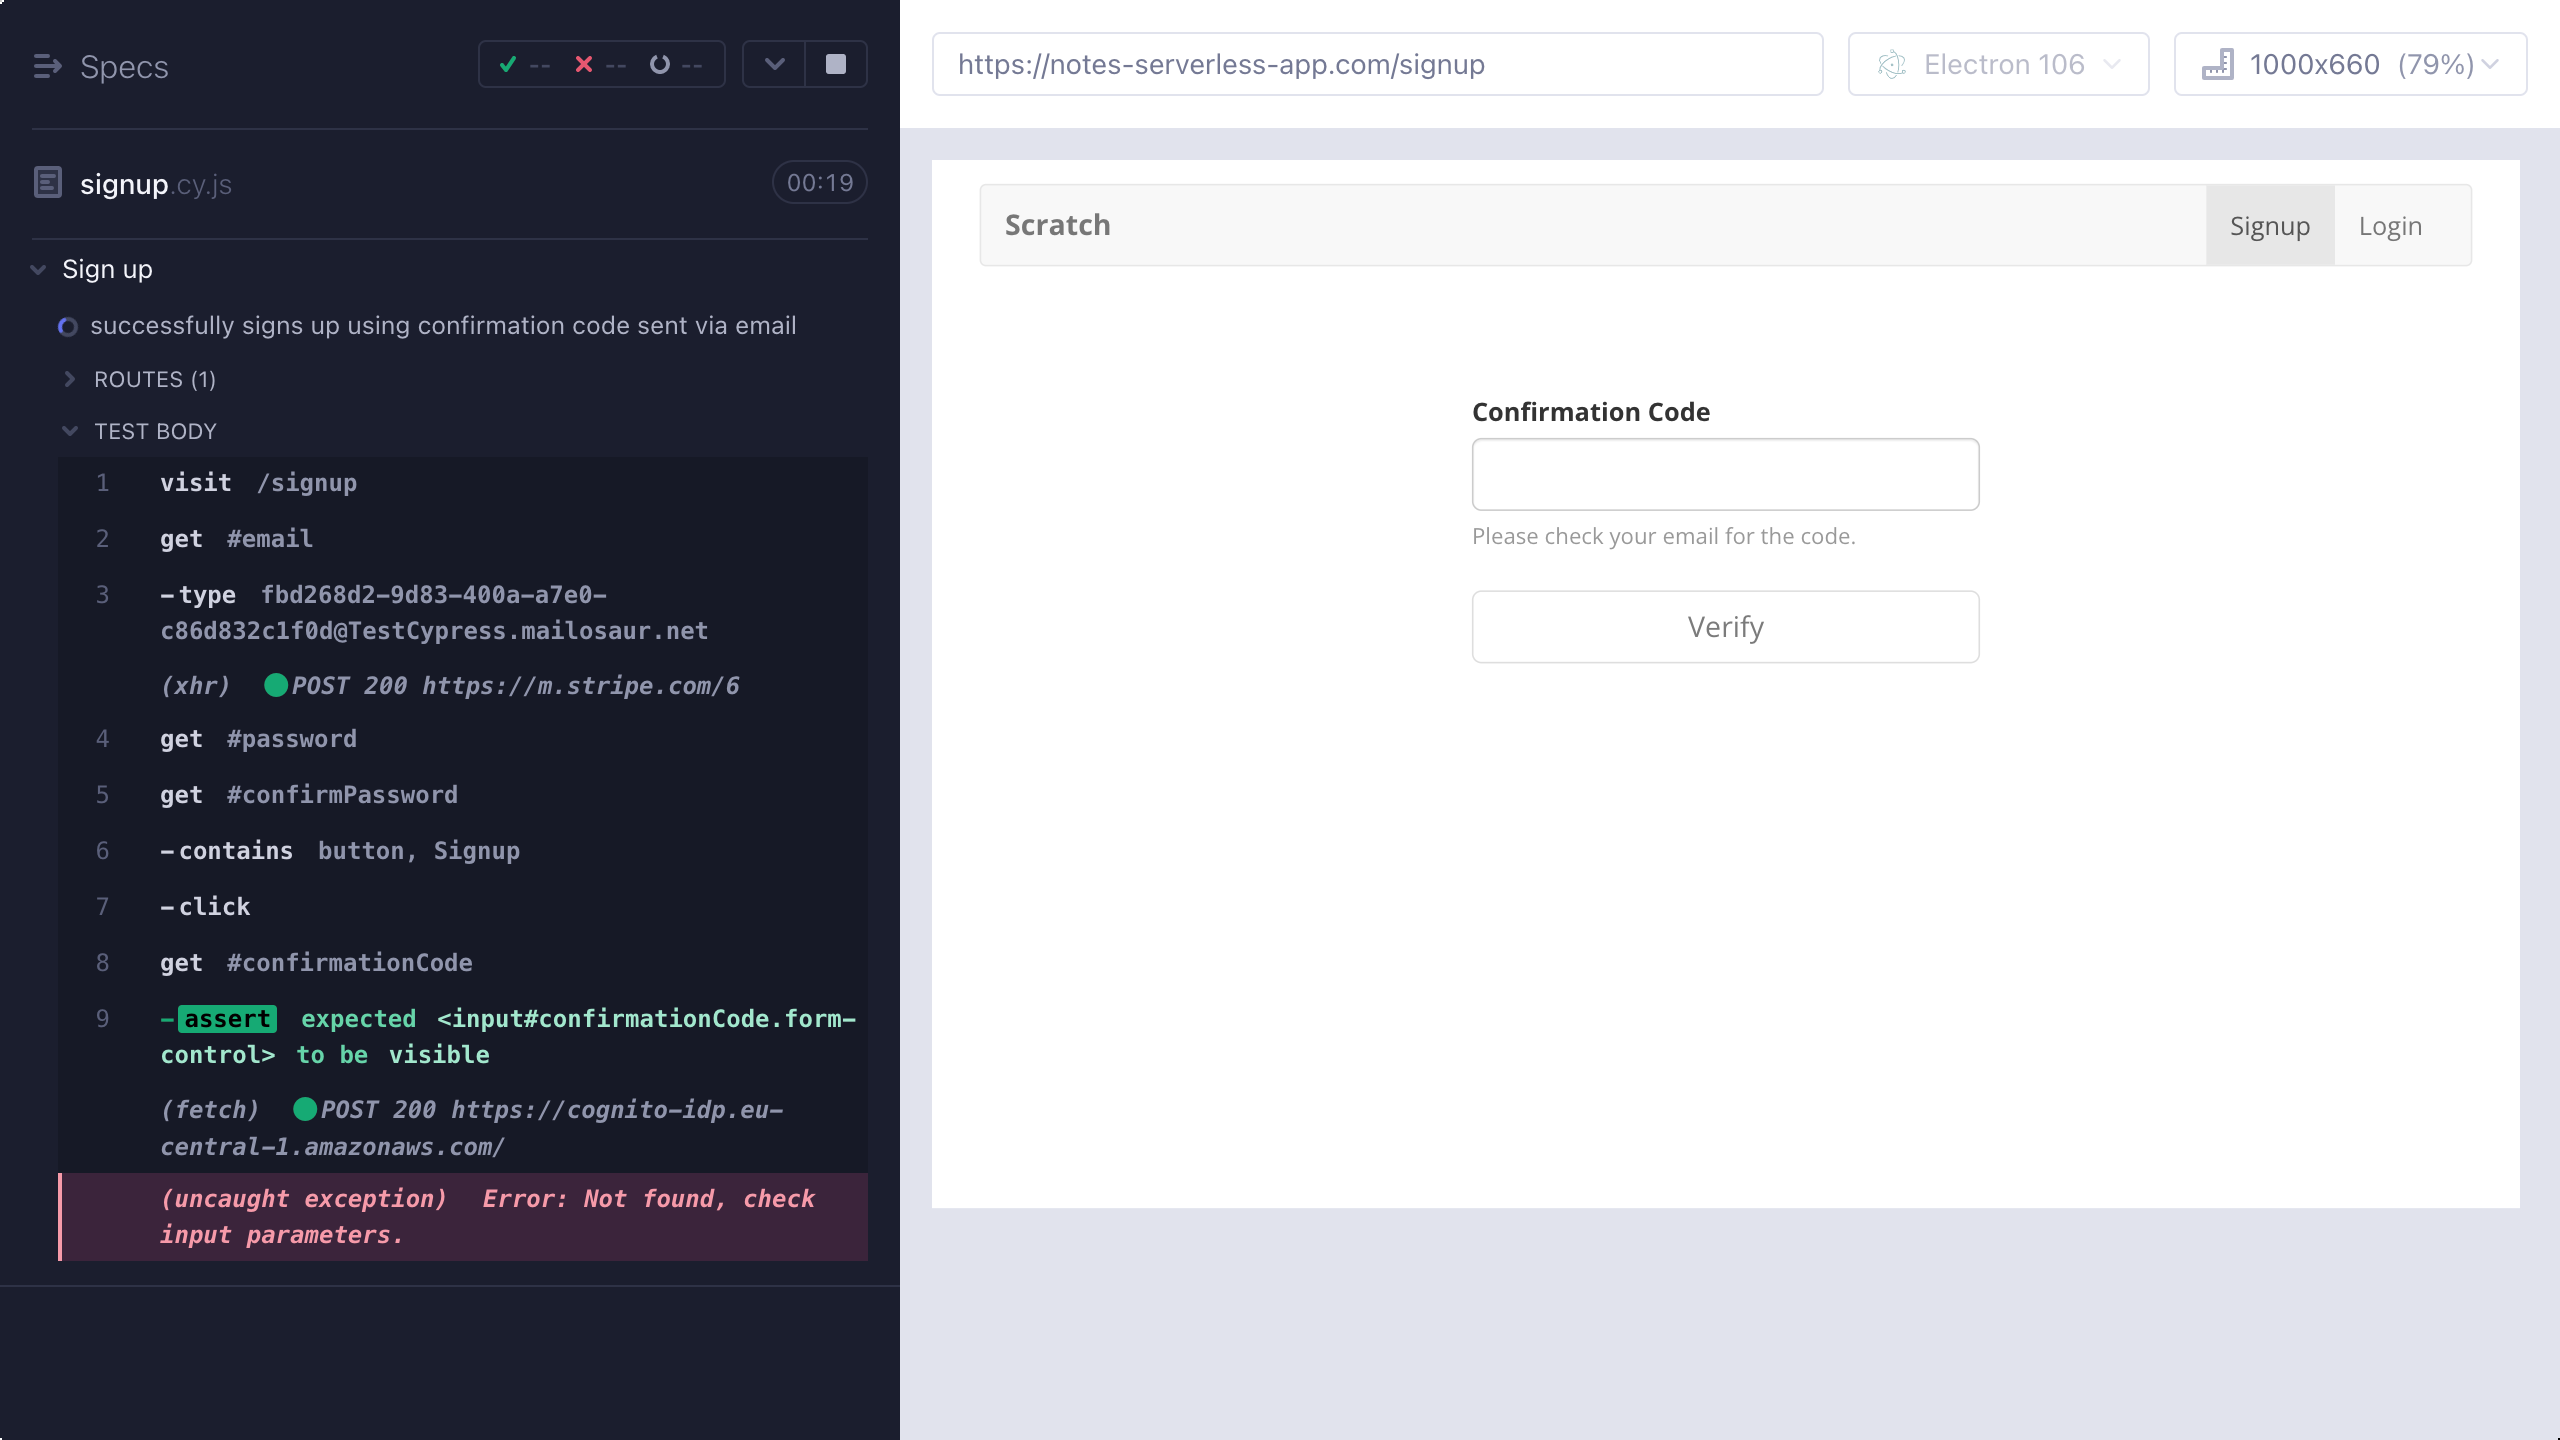 Specs
-- -- --
signup.cy.js
00:19
Sign up
successfully signs up using confirmation code sent via email
ROUTES (1)
TEST BODY
1 visit /signup
2 get #email
3 -type fbd268d2-9d83-400a-a7e0-
c86d832c1f0d@TestCypress.mailosaur.net
(xhr) POST 200 https://m.stripe.com/6
4 get #password
5 get #confirmPassword
6 -contains button, Signup
7 -click
8 get #confirmationCode
9 -assert expected <input#confirmationCode.form-
control> to be visible
(fetch) POST 200 https://cognito-idp.eu-
central-1.amazonaws.com/
(uncaught exception) Error: Not found, check
input parameters.
https://notes-serverless-app.com/signup
Electron 106
1000x660 (79%)
Scratch
Signup
Login
Confirmation Code
Please check your email for the code.
Verify